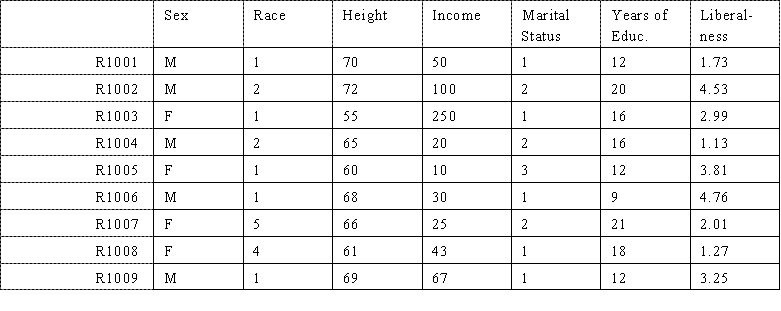 Sex Race Height Income Marital Status Years of Educ. Liberal-ness
R1001 M 1 70 50 1 12 1.73
R1002 M 2 72 100 2 20 4.53
R1003 F 1 55 250 1 16 2.99
R1004 M 2 65 20 2 16 1.13
R1005 F 1 60 10 3 12 3.81
R1006 M 1 68 30 1 9 4.76
R1007 F 5 66 25 2 21 2.01
R1008 F 4 61 43 1 18 1.27
R1009 M 1 69 67 1 12 3.25